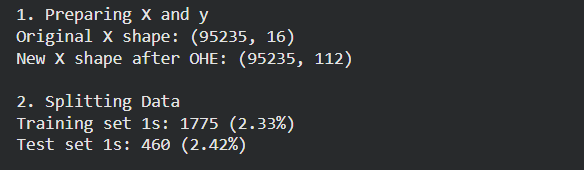 1. Preparing X and y
Original X shape: (95235, 16)
New X shape after OHE: (95235, 112)
2. Splitting Data
Training set 1s: 1775 (2.33%)
Test set 1s: 460 (2.42%)